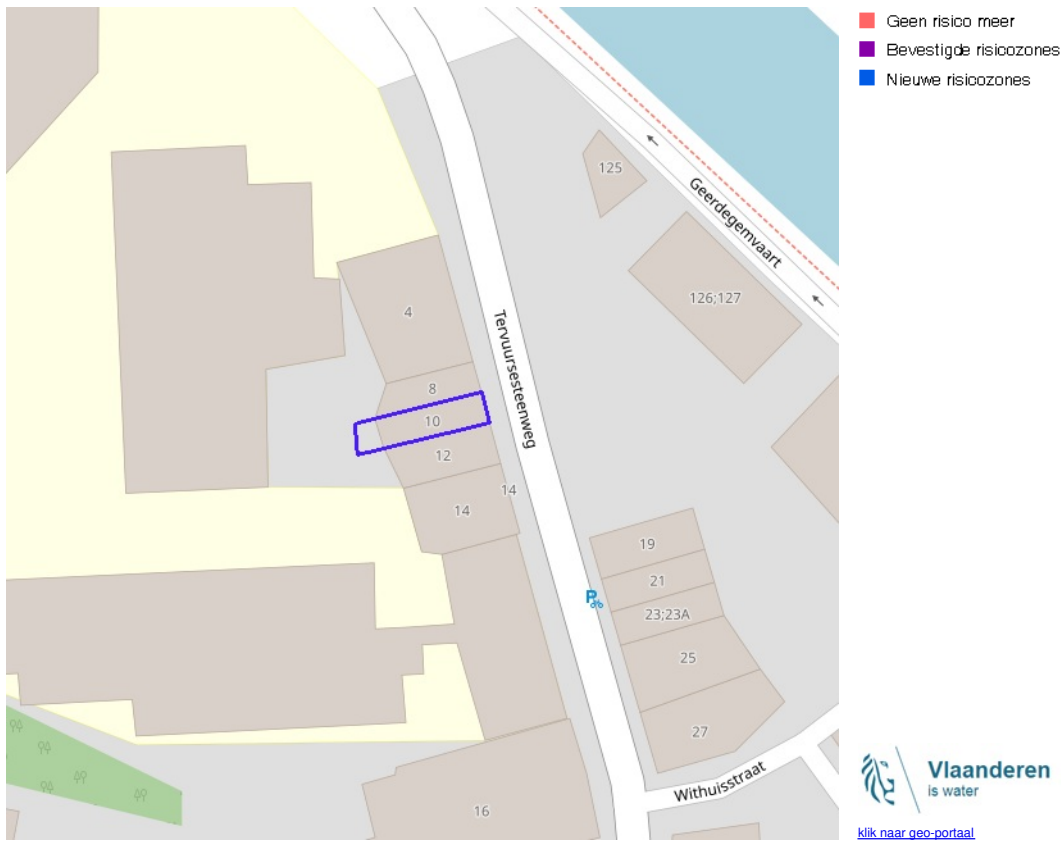 Geen risico meer
Bevestigde risicozones
Nieuwe risicozones
125
Geerdegemvaart
126;127
4
Tervuursesteenweg
8
10
12
14
14
19
21
P
23;23A
25
27
Withuisstraat
16
Vlaanderen
is water
klik naar geo-portaal